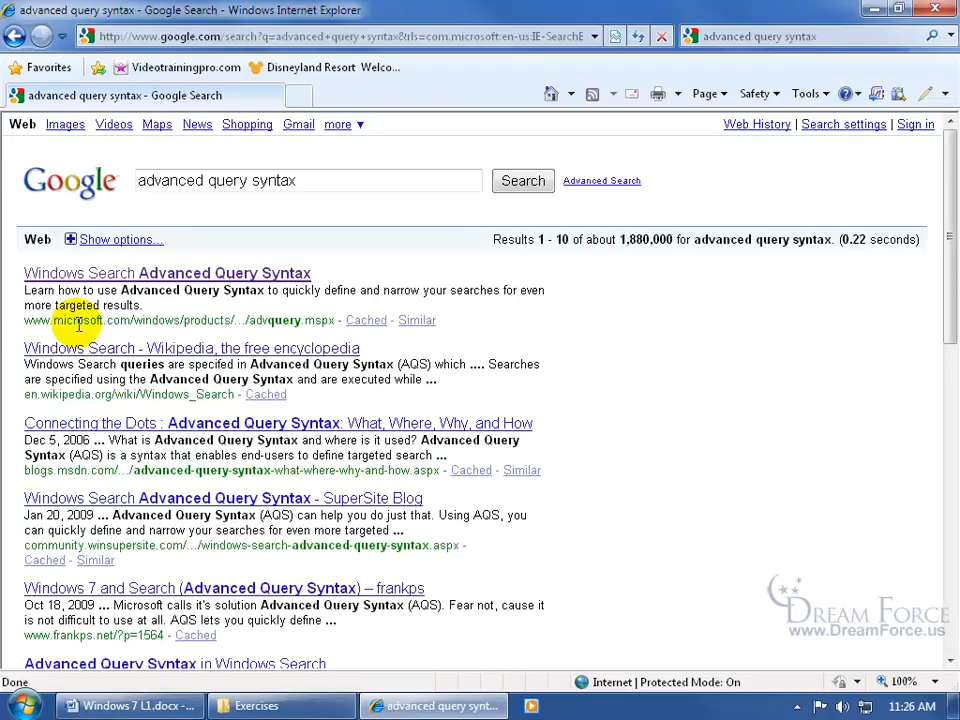 advanced query syntax - Google Search - Windows Internet Explorer
http://www.google.com/search?q=advanced+query+syntax&rls=com.microsoft:en-us:IE-SearchE
advanced query syntax
Favorites Videotrainingpro.com Disneyland Resort Welco...
advanced query syntax - Google Search
Page Safety Tools
Web Images Videos Maps News Shopping Gmail more ▼
Web History | Search settings | Sign in
Google advanced query syntax Search Advanced Search
Web Show options... Results 1 - 10 of about 1,880,000 for advanced query syntax. (0.22 seconds)
Windows Search Advanced Query Syntax
Learn how to use Advanced Query Syntax to quickly define and narrow your searches for even
more targeted results.
www.microsoft.com/windows/products/.../advquery.mspx - Cached - Similar
Windows Search - Wikipedia, the free encyclopedia
Windows Search queries are specifed in Advanced Query Syntax (AQS) which .... Searches
are specified using the Advanced Query Syntax and are executed while ...
en.wikipedia.org/wiki/Windows_Search - Cached
Connecting the Dots : Advanced Query Syntax: What, Where, Why, and How
Dec 5, 2006 ... What is Advanced Query Syntax and where is it used? Advanced Query
Syntax (AQS) is a syntax that enables end-users to define targeted search ...
blogs.msdn.com/.../advanced-query-syntax-what-where-why-and-how.aspx - Cached - Similar
Windows Search Advanced Query Syntax - SuperSite Blog
Jan 20, 2009 ... Advanced Query Syntax (AQS) can help you do just that. Using AQS, you
can quickly define and narrow your searches for even more targeted ...
community.winsupersite.com/.../windows-search-advanced-query-syntax.aspx -
Cached - Similar
Windows 7 and Search (Advanced Query Syntax) – frankps
Oct 18, 2009 ... Microsoft calls it's solution Advanced Query Syntax (AQS). Fear not, cause it
is not difficult to use at all. AQS lets you quickly define ...
www.frankps.net/?p=1564 - Cached
Advanced Query Syntax in Windows Search
DREAM FORCE
www.DreamForce.us
Done Internet | Protected Mode: On 100%
Windows 7 L1.docx -... Exercises advanced query synt... 11:26 AM